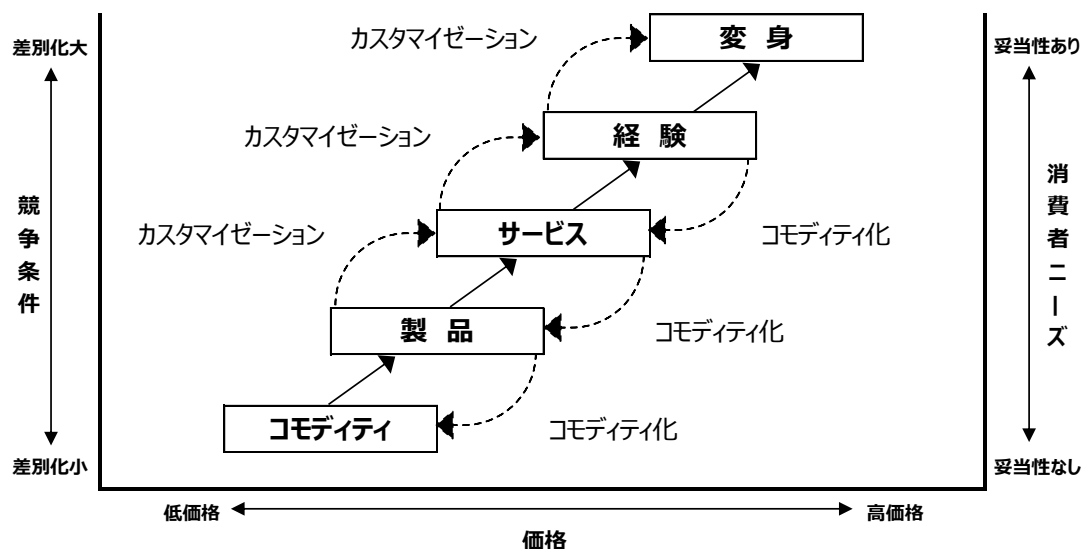 カスタマイゼーション
変 身
差別化大
妥当性あり
カスタマイゼーション
経 験
カスタマイゼーション
サービス
コモディティ化
競争条件
消費者ニーズ
製 品
コモディティ化
コモディティ
コモディティ化
差別化小
妥当性なし
低価格
高価格
価格